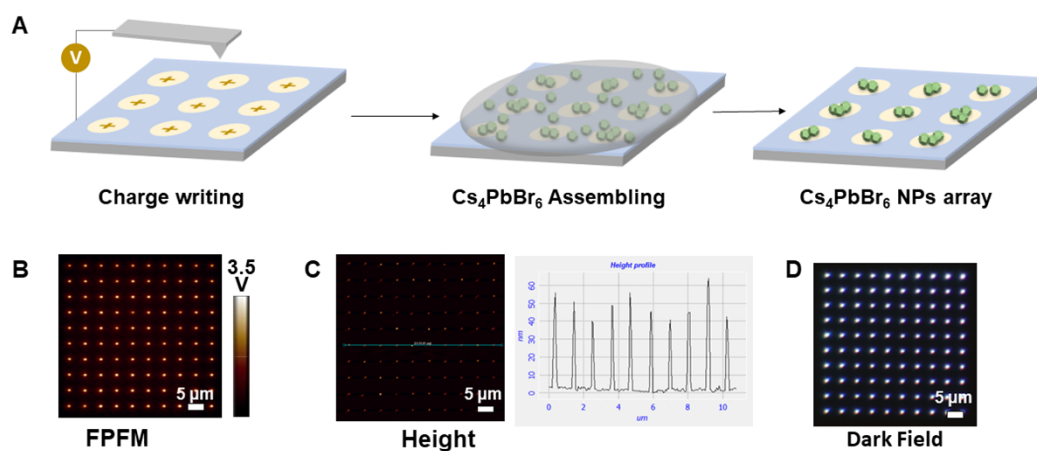 A
V
Charge writing
Cs₄PbBr₆ Assembling
Cs₄PbBr₆ NPs array
B
3.5
V
5 µm
FPFM
C
5 µm
Height
Height profile
nm
60
50
40
30
20
10
0
0 2 4 6 8 10
um
D
5 µm
Dark Field